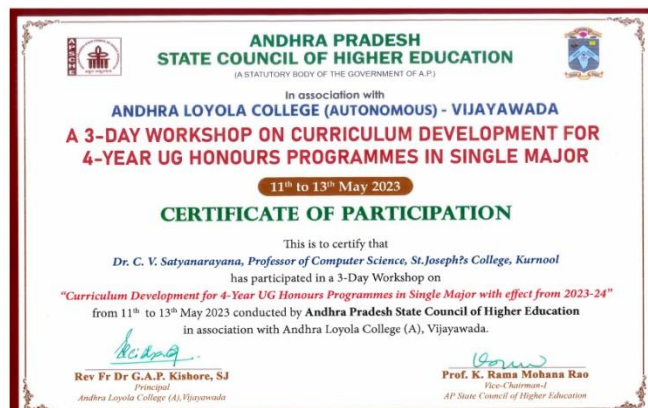 APSCHE
ANDHRA PRADESH
STATE COUNCIL OF HIGHER EDUCATION
(A STATUTORY BODY OF THE GOVERNMENT OF A.P.)
In association with
ANDHRA LOYOLA COLLEGE (AUTONOMOUS) - VIJAYAWADA
A 3-DAY WORKSHOP ON CURRICULUM DEVELOPMENT FOR
4-YEAR UG HONOURS PROGRAMMES IN SINGLE MAJOR
11th to 13th May 2023
CERTIFICATE OF PARTICIPATION
This is to certify that
Dr. C. V. Satyanarayana, Professor of Computer Science, St.Joseph?s College, Kurnool
has participated in a 3-Day Workshop on
"Curriculum Development for 4-Year UG Honours Programmes in Single Major with effect from 2023-24"
from 11th to 13th May 2023 conducted by Andhra Pradesh State Council of Higher Education
in association with Andhra Loyola College (A), Vijayawada.
Rev Fr Dr G.A.P. Kishore, SJ
Principal
Andhra Loyola College (A),Vijayawada
Prof. K. Rama Mohana Rao
Vice-Chairman-I
AP State Council of Higher Education